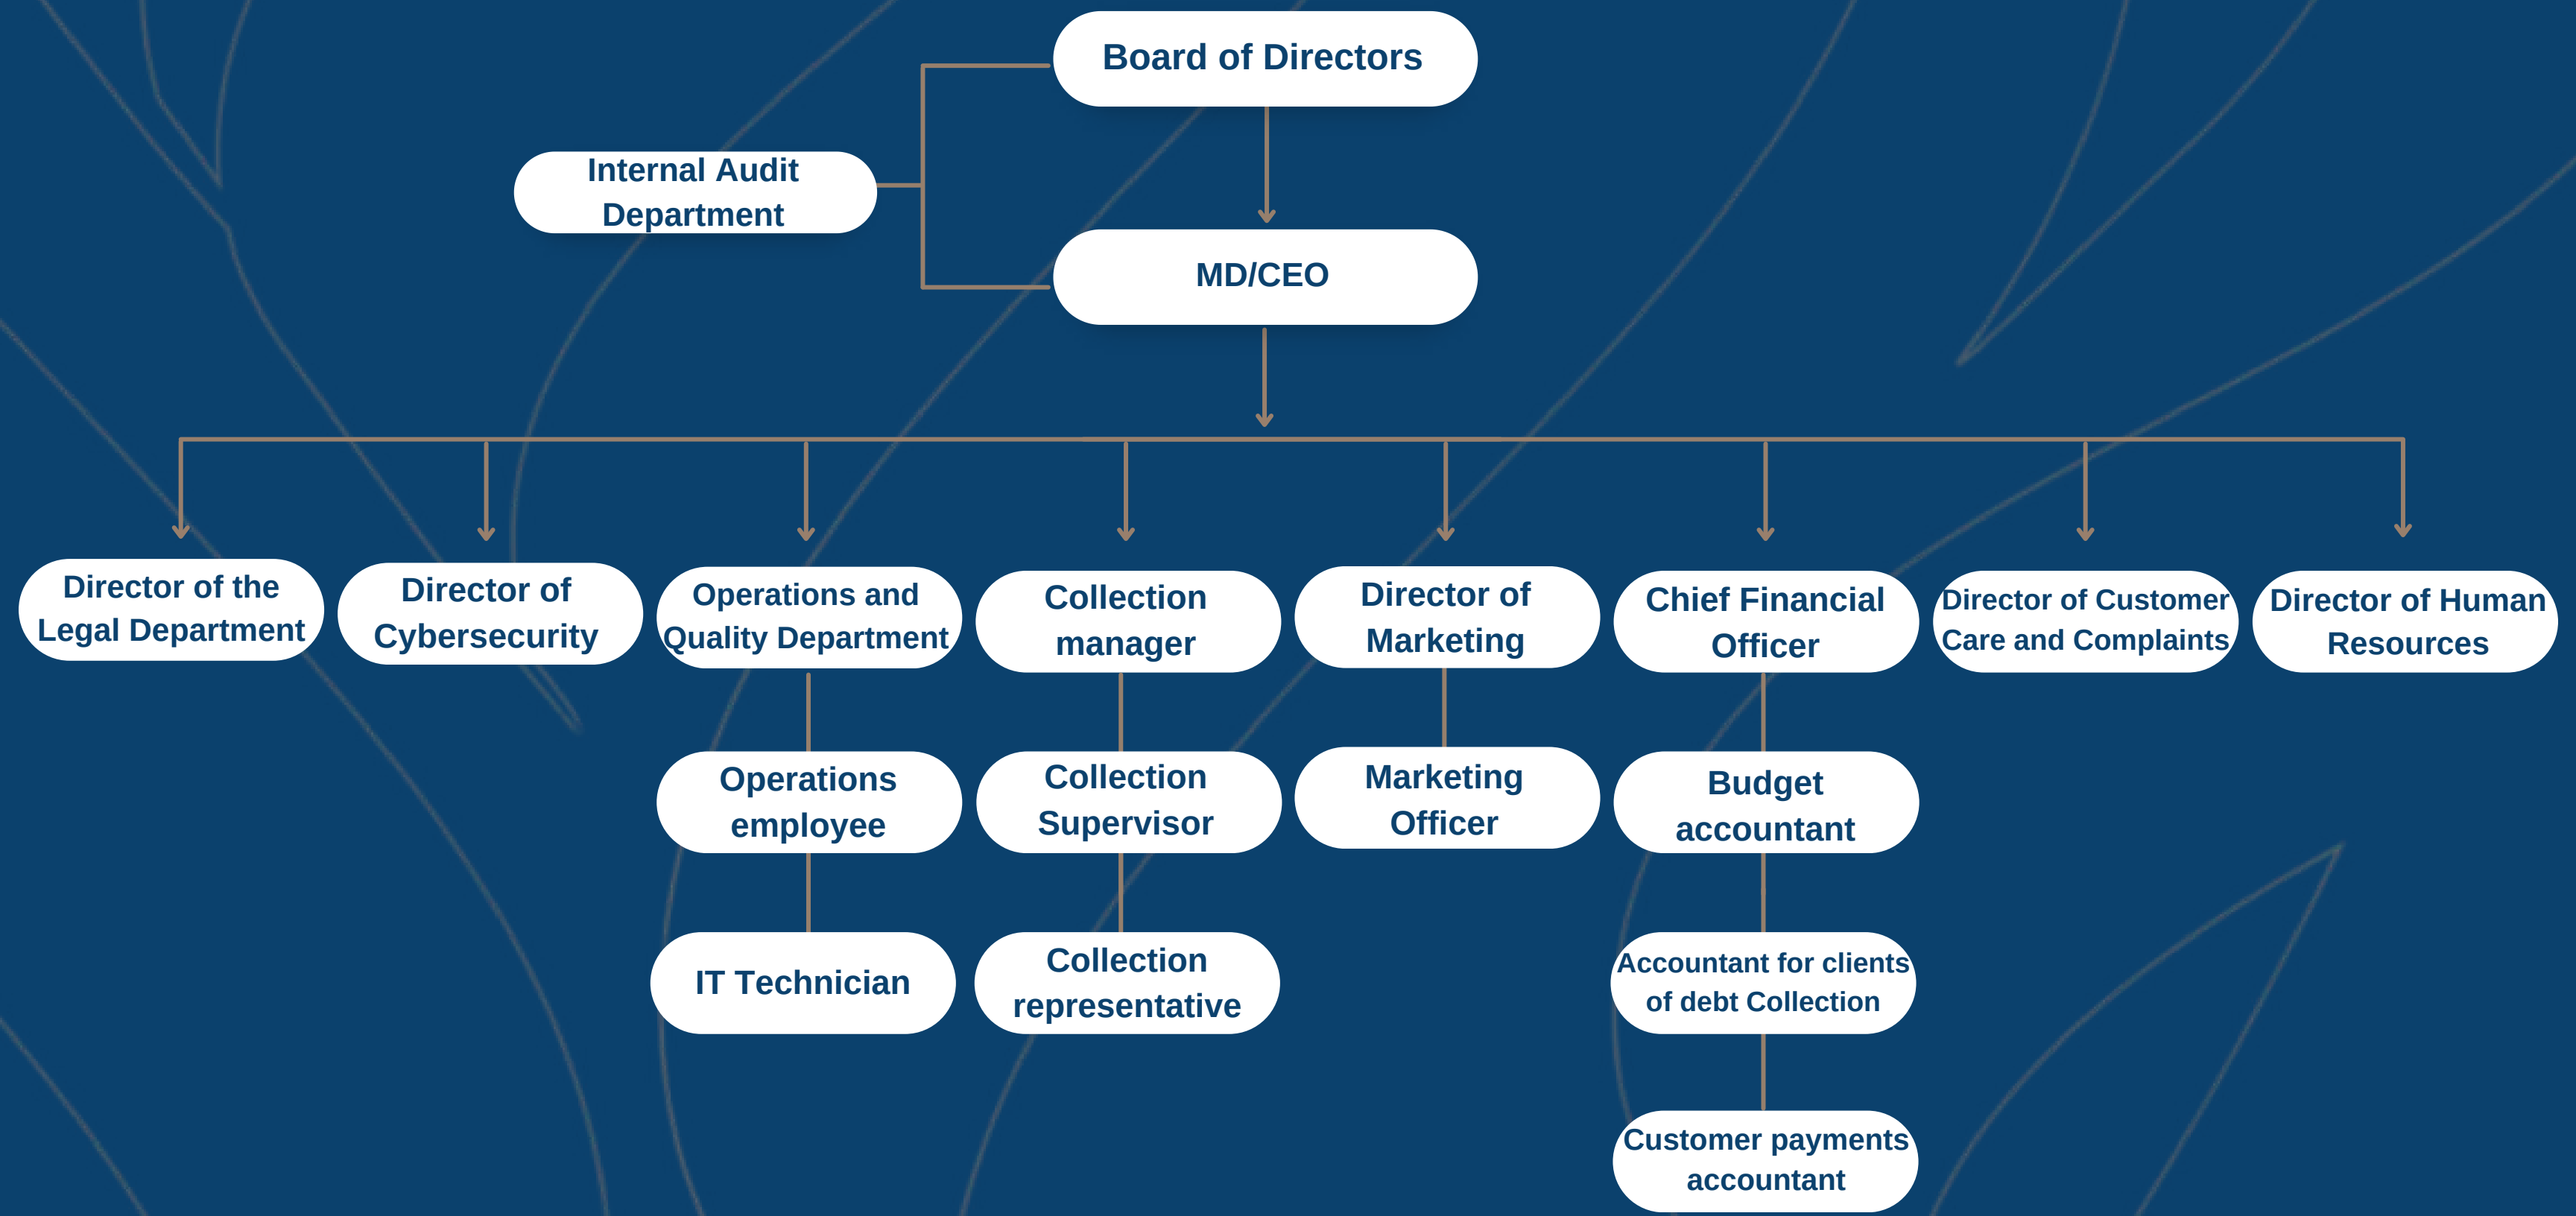 Board of Directors
Internal Audit
Department
MD/CEO
Director of the
Legal Department
Director of
Cybersecurity
Operations and
Quality Department
Collection
manager
Director of
Marketing
Chief Financial
Officer
Director of Customer
Care and Complaints
Director of Human
Resources
Operations
employee
Collection
Supervisor
Marketing
Officer
Budget
accountant
IT Technician
Collection
representative
Accountant for clients
of debt Collection
Customer payments
accountant